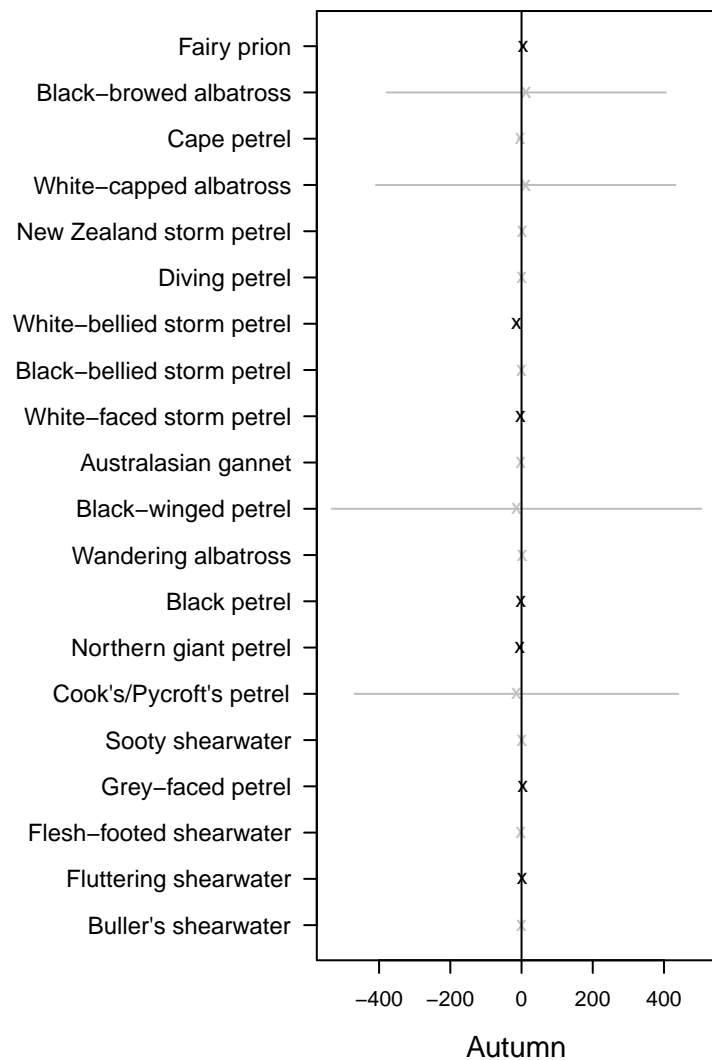 Fairy prion
Black−browed albatross
Cape petrel
White−capped albatross
New Zealand storm petrel
Diving petrel
White−bellied storm petrel
Black−bellied storm petrel
White−faced storm petrel
Australasian gannet
Black−winged petrel
Wandering albatross
Black petrel
Northern giant petrel
Cook's/Pycroft's petrel
Sooty shearwater
Grey−faced petrel
Flesh−footed shearwater
Fluttering shearwater
Buller's shearwater
−400 −200 0 200 400
Autumn